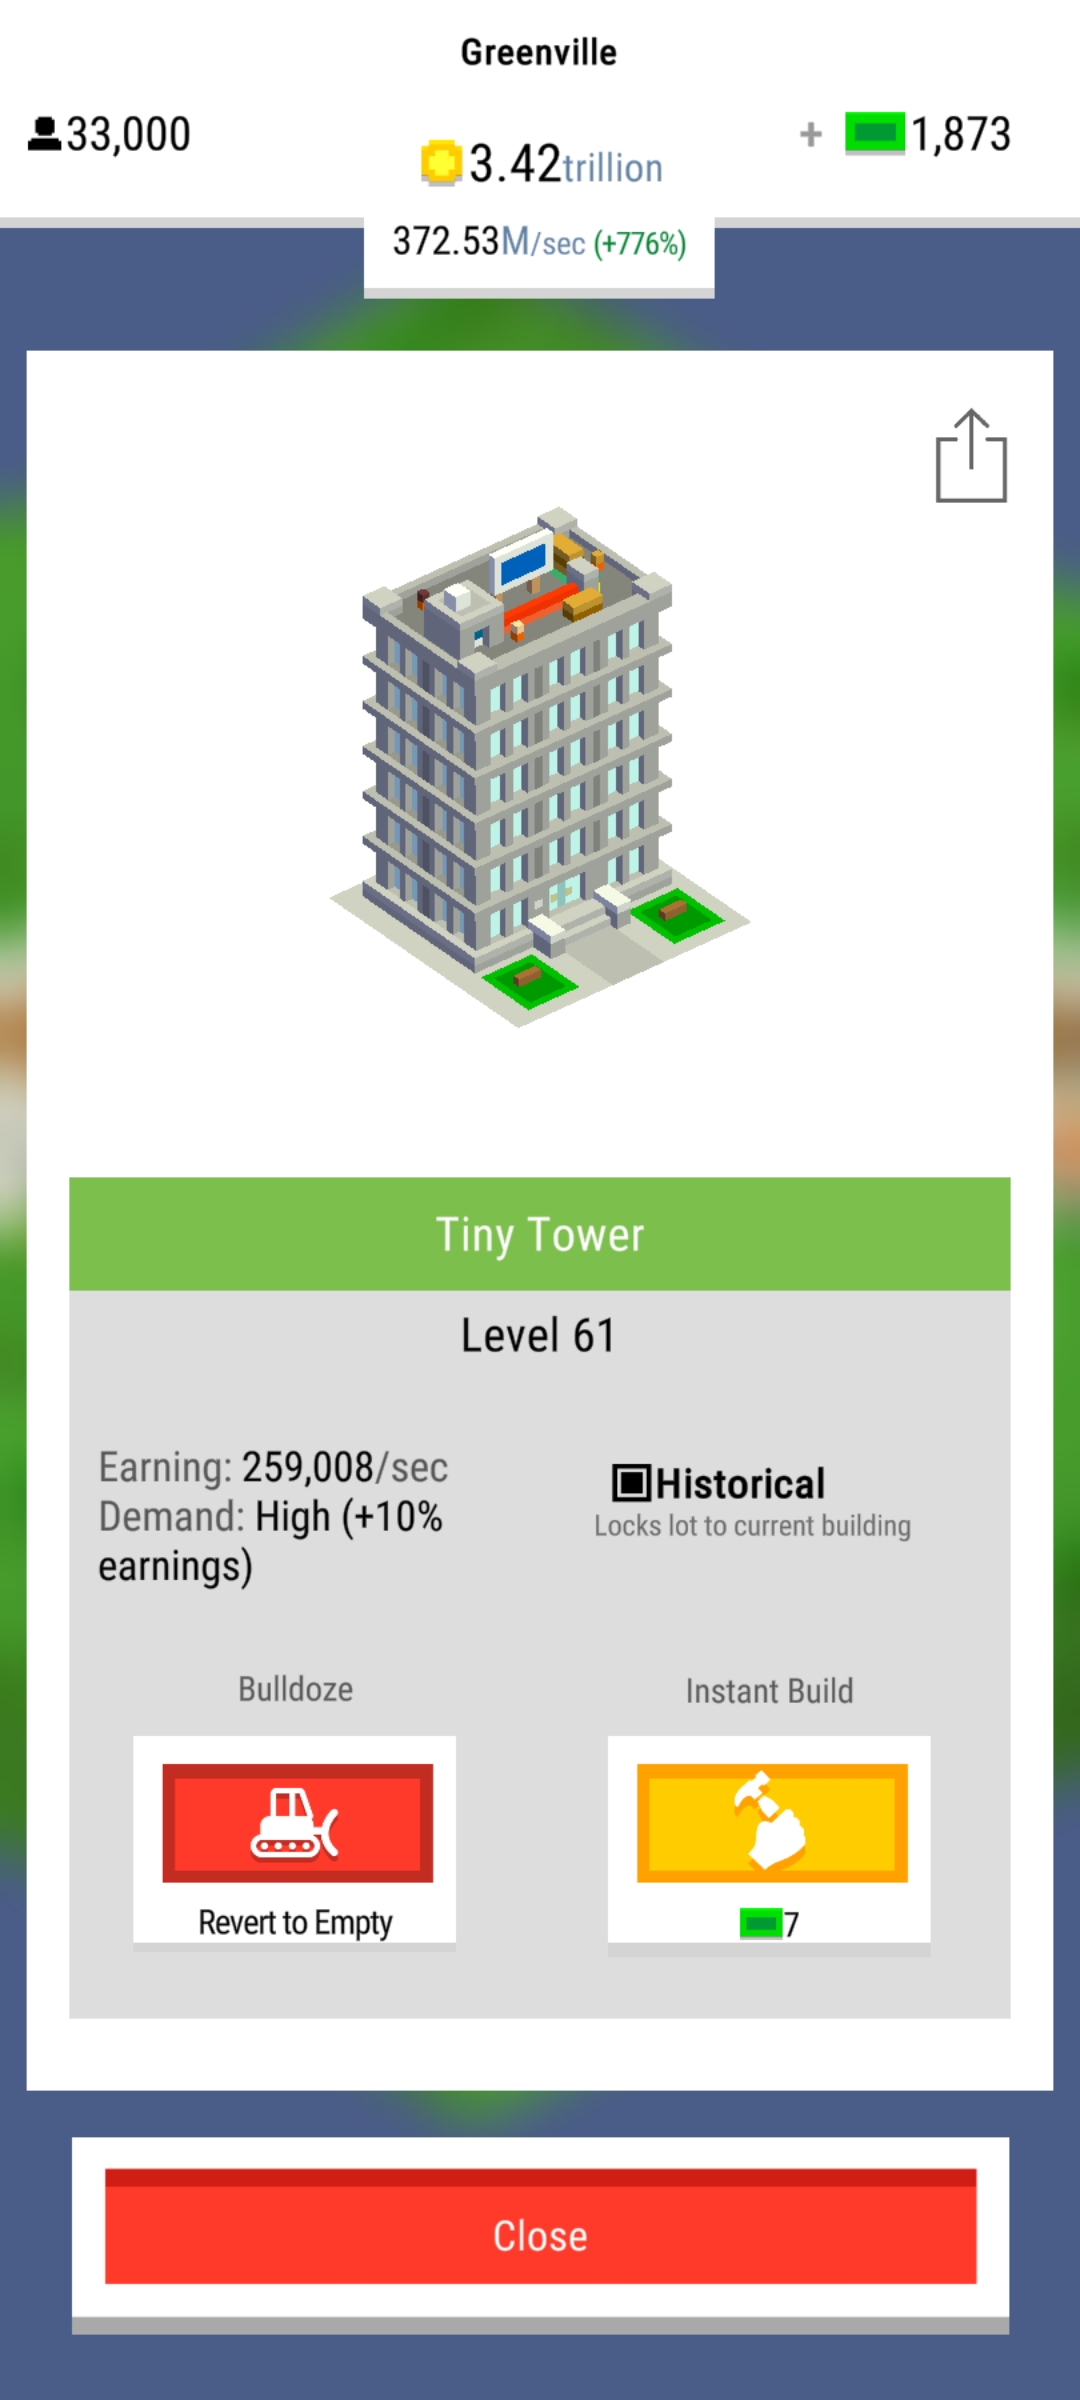 Greenville
33,000
3.42trillion
+ 1,873
372.53M/sec (+776%)
Tiny Tower
Level 61
Earning: 259,008/sec
Demand: High (+10%
earnings)
Historical
Locks lot to current building
Bulldoze
Instant Build
Revert to Empty
7
Close